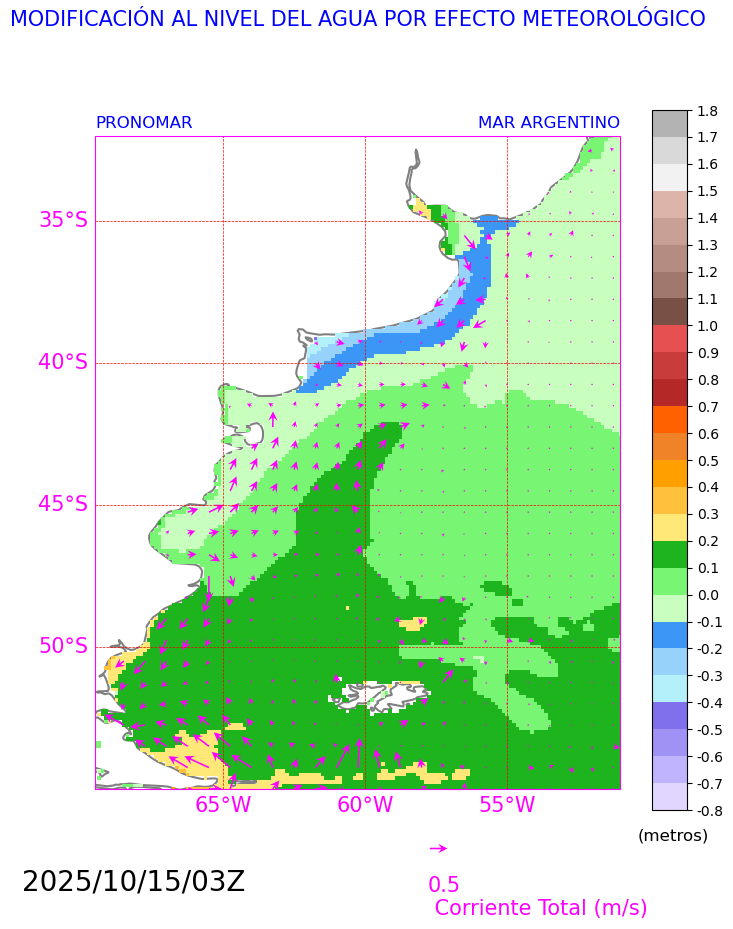 MODIFICACIÓN AL NIVEL DEL AGUA POR EFECTO METEOROLÓGICO
PRONOMAR
MAR ARGENTINO
35°S
40°S
45°S
50°S
65°W
60°W
55°W
1.8
1.7
1.6
1.5
1.4
1.3
1.2
1.1
1.0
0.9
0.8
0.7
0.6
0.5
0.4
0.3
0.2
0.1
0.0
-0.1
-0.2
-0.3
-0.4
-0.5
-0.6
-0.7
-0.8
(metros)
2025/10/15/03Z
0.5
Corriente Total (m/s)